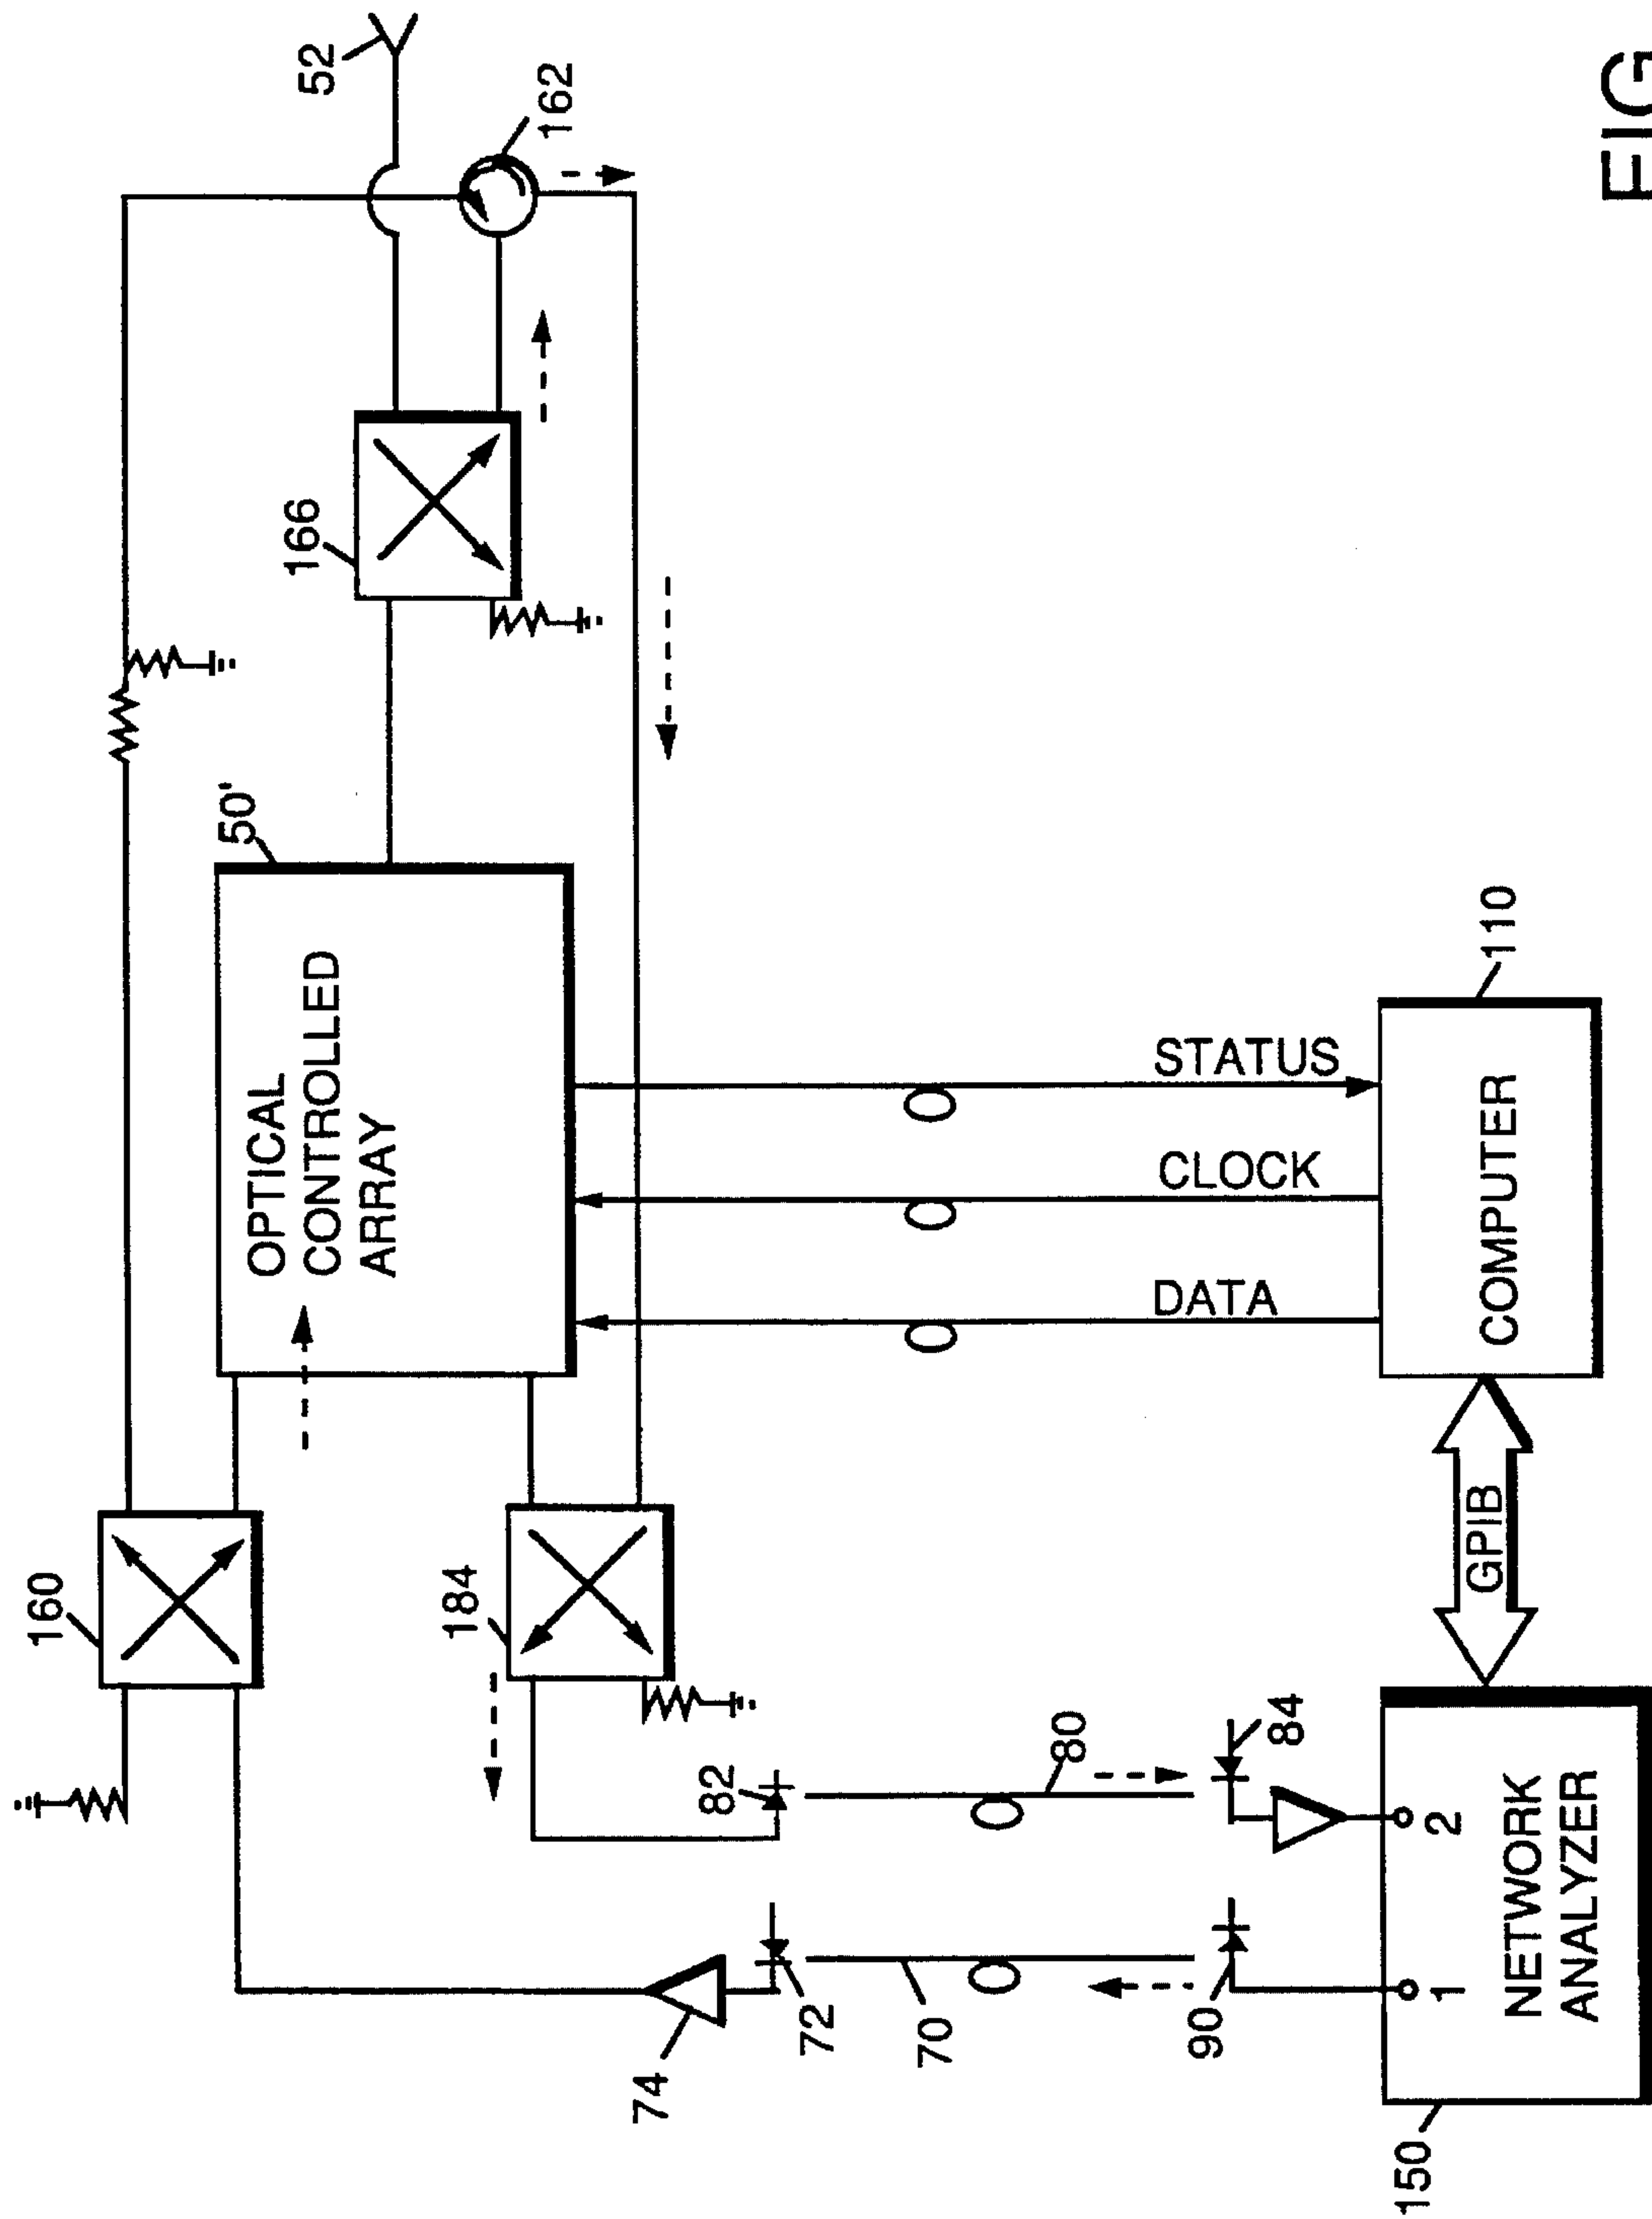 160
50'
OPTICAL
CONTROLLED
ARRAY
166
52
184
162
74
82
72
70
80
DATA
CLOCK
STATUS
90
84
150
1
2
GPIB
110
COMPUTER
NETWORK
ANALYZER
FIG